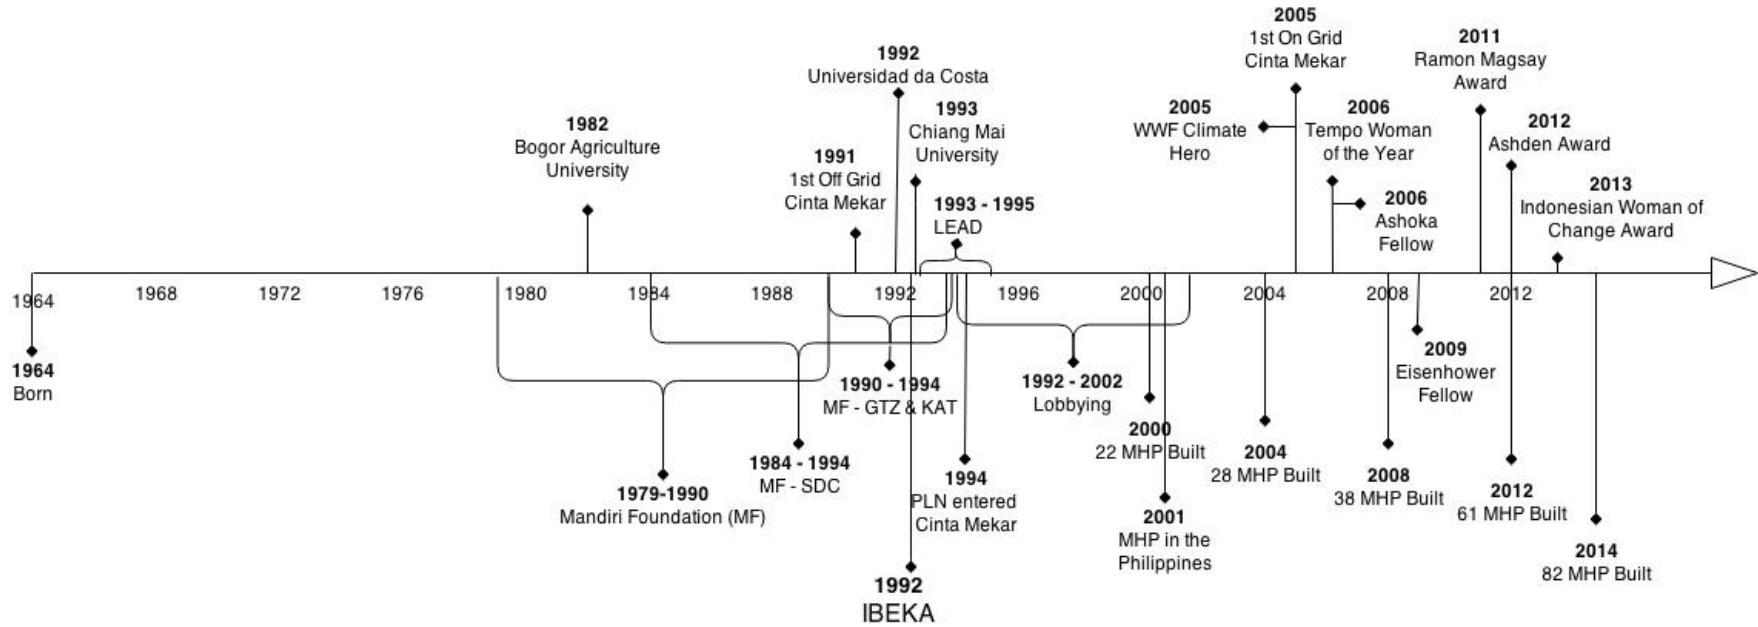 2005
1st On Grid
Cinta Mekar
2011
Ramon Magsay
Award
1992
Universidad da Costa
2005
WWF Climate
Hero
2006
Tempo Woman
of the Year
1993
Chiang Mai
University
2012
Ashden Award
1982
Bogor Agriculture
University
1991
1st Off Grid
Cinta Mekar
2013
Indonesian Woman of
Change Award
1993 - 1995
LEAD
2006
Ashoka
Fellow
1964
1968
1972
1976
1980
1984
1988
1992
1996
2000
2004
2008
2012
1964
Born
2009
Eisenhower
Fellow
1990 - 1994
MF - GTZ & KAT
1992 - 2002
Lobbying
2000
22 MHP Built
2004
28 MHP Built
1984 - 1994
MF - SDC
1994
PLN entered
Cinta Mekar
2008
38 MHP Built
2012
61 MHP Built
1979-1990
Mandiri Foundation (MF)
2001
MHP in the
Philippines
2014
82 MHP Built
1992
IBEKA